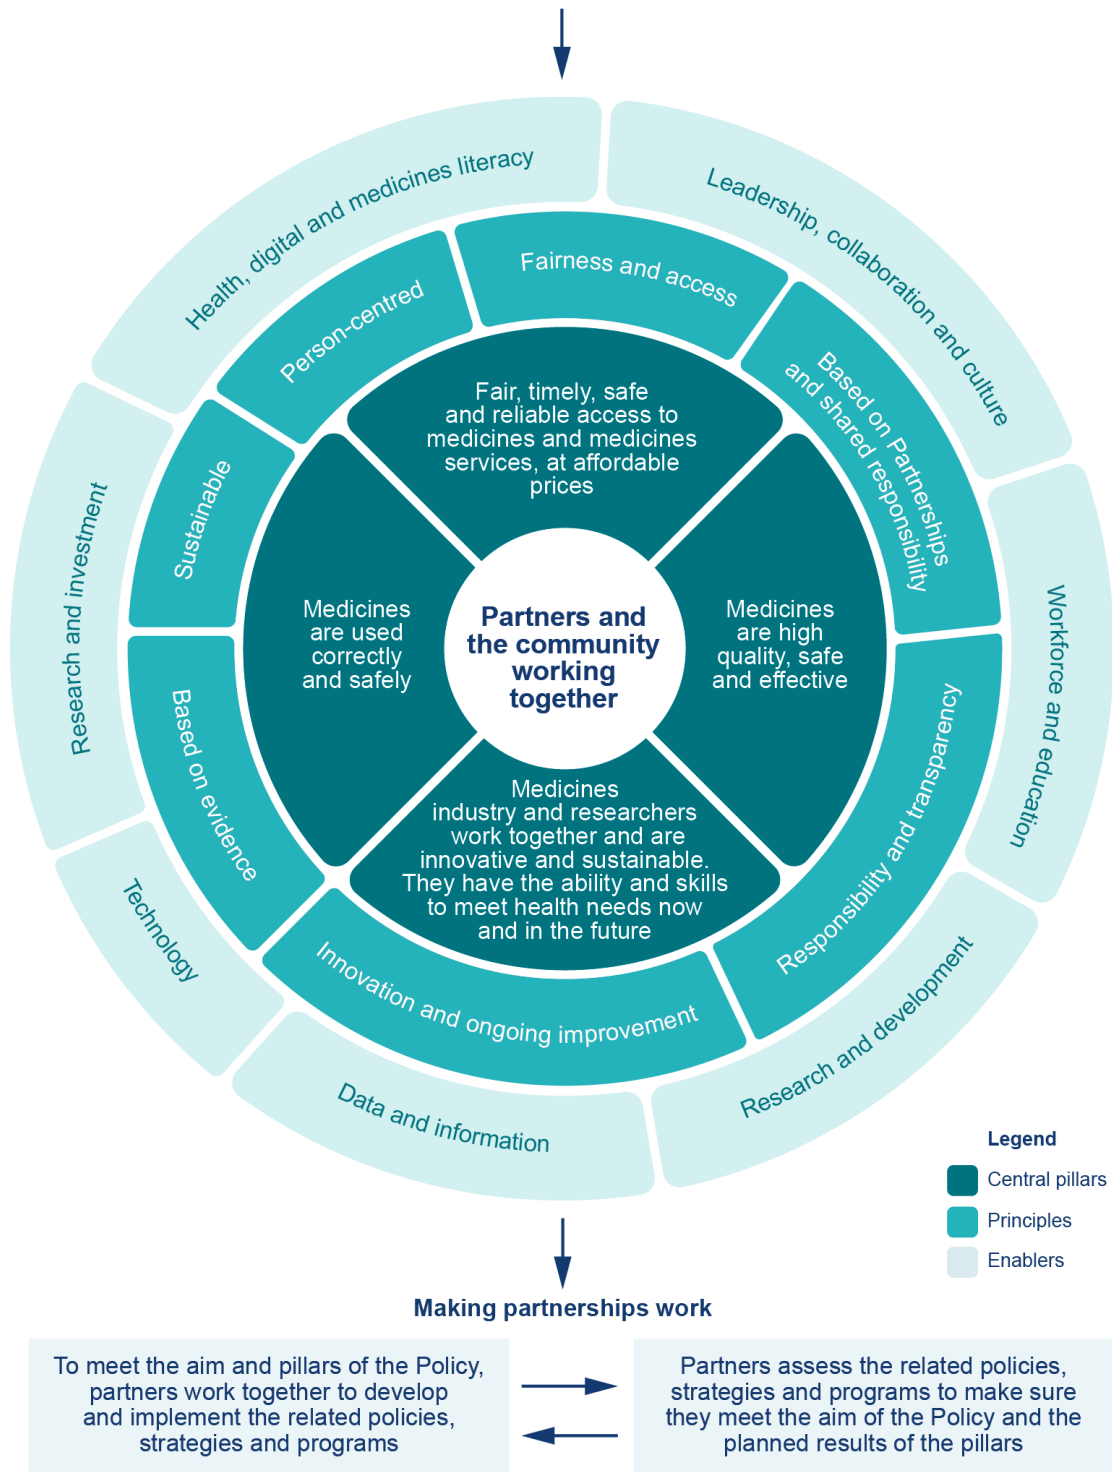 Health, digital and medicines literacy
Leadership, collaboration and culture
Workforce and education
Research and development
Data and information
Technology
Research and investment
Person-centred
Fairness and access
Based on Partnerships
and shared responsibility
Responsibility and transparency
Innovation and ongoing improvement
Based on evidence
Sustainable
Fair, timely, safe
and reliable access to
medicines and medicines
services, at affordable
prices
Medicines
are high
quality, safe
and effective
Medicines
industry and researchers
work together and are
innovative and sustainable.
They have the ability and skills
to meet health needs now
and in the future
Medicines
are used
correctly
and safely
Partners and
the community
working
together
Legend
Central pillars
Principles
Enablers
Making partnerships work
To meet the aim and pillars of the Policy,
partners work together to develop
and implement the related policies,
strategies and programs
Partners assess the related policies,
strategies and programs to make sure
they meet the aim of the Policy and the
planned results of the pillars